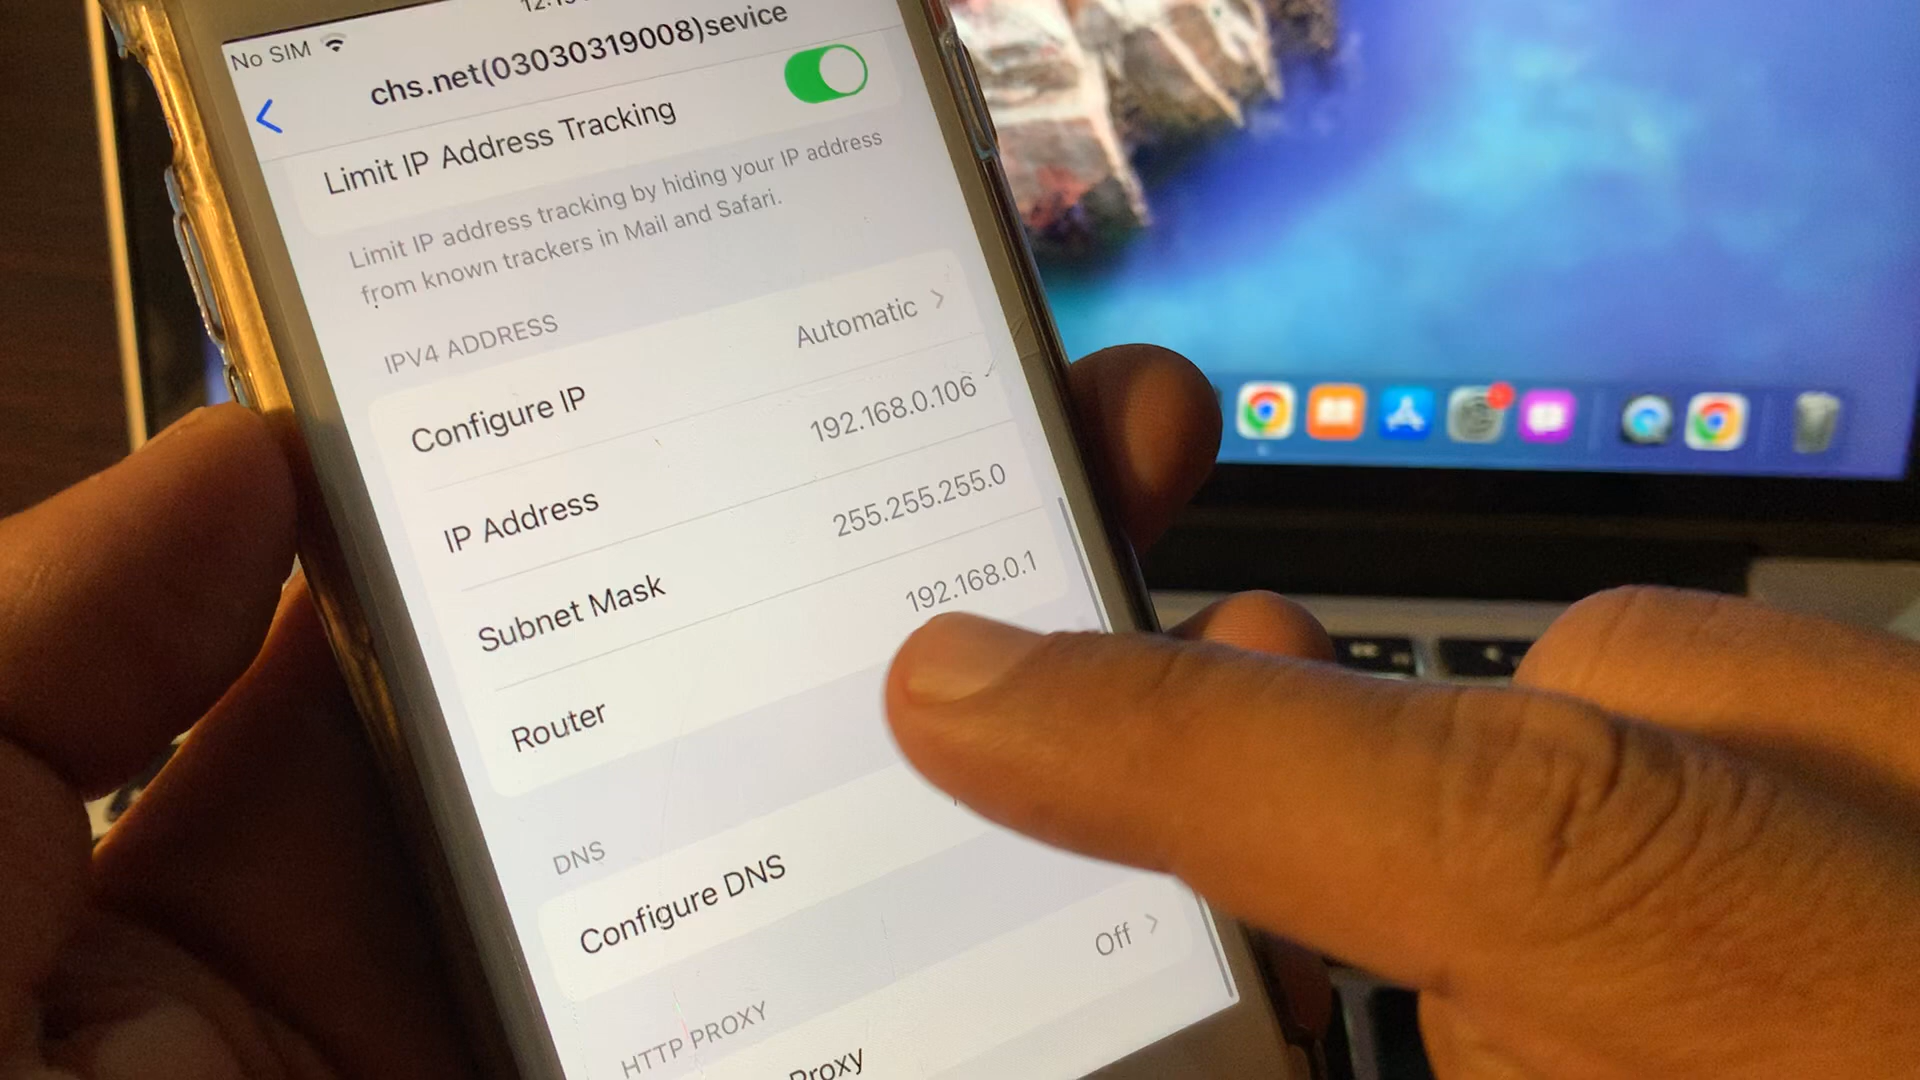 No SIM
chs.net(03030319008)sevice
Limit IP Address Tracking
Limit IP address tracking by hiding your IP address
from known trackers in Mail and Safari.
IPV4 ADDRESS
Configure IP Automatic
IP Address 192.168.0.106
Subnet Mask 255.255.255.0
Router 192.168.0.1
DNS
Configure DNS
HTTP PROXY
Proxy Off